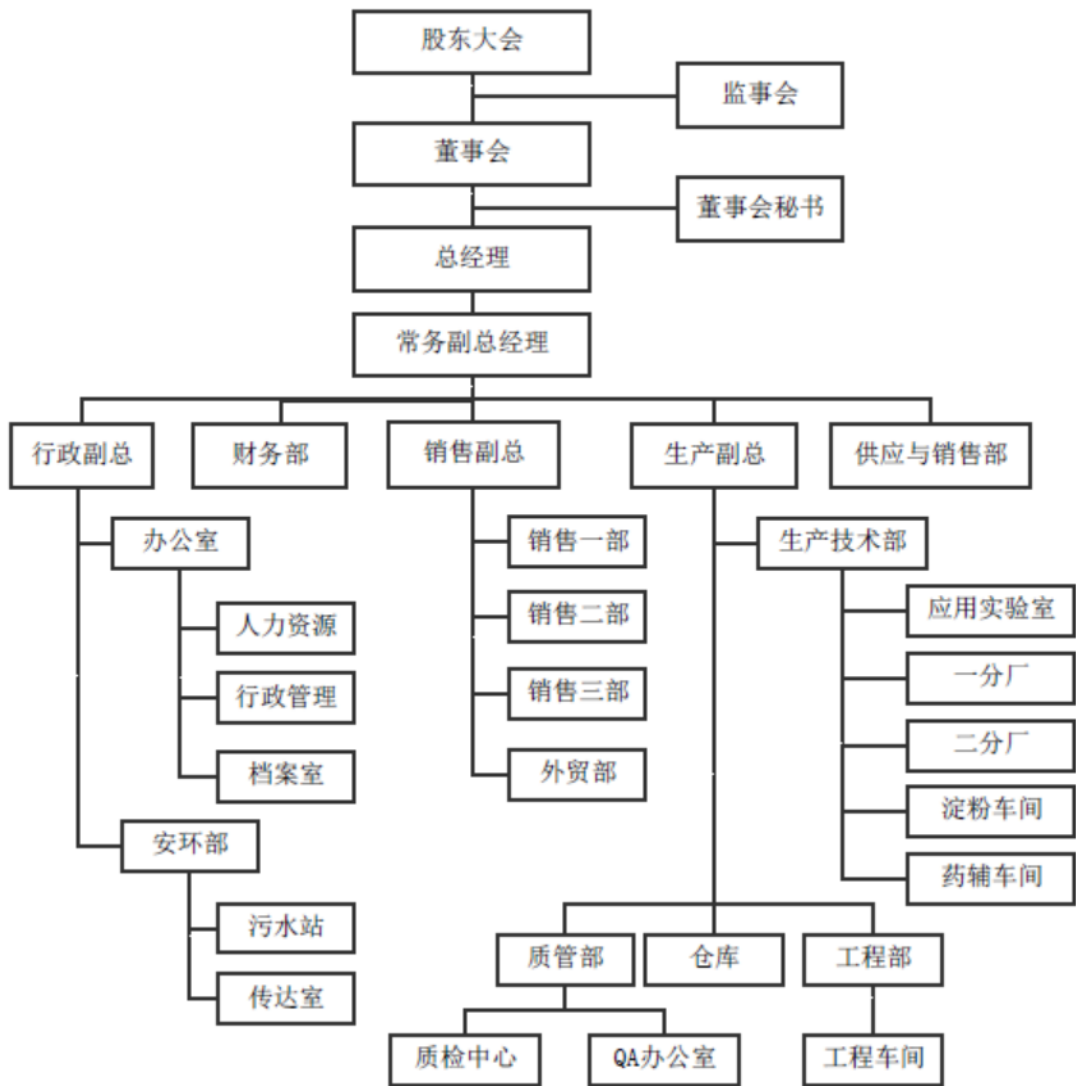 股东大会
监事会
董事会
董事会秘书
总经理
常务副总经理
行政副总
财务部
销售副总
生产副总
供应与销售部
办公室
销售一部
生产技术部
人力资源
销售二部
应用实验室
行政管理
销售三部
一分厂
档案室
外贸部
二分厂
安环部
淀粉车间
药辅车间
污水站
质管部
仓库
工程部
传达室
质检中心
QA办公室
工程车间